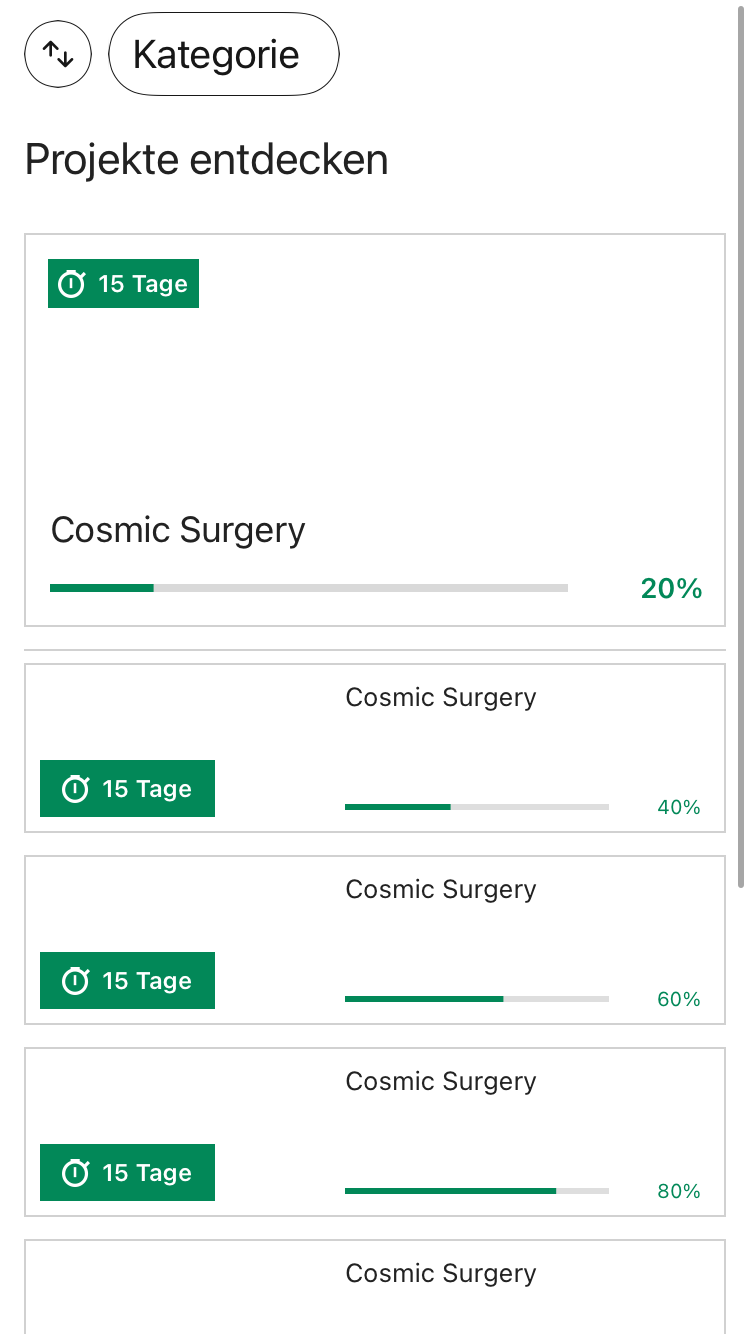 Kategorie
Projekte entdecken
15 Tage
Cosmic Surgery
20%
Cosmic Surgery
15 Tage
40%
Cosmic Surgery
15 Tage
60%
Cosmic Surgery
15 Tage
80%
Cosmic Surgery